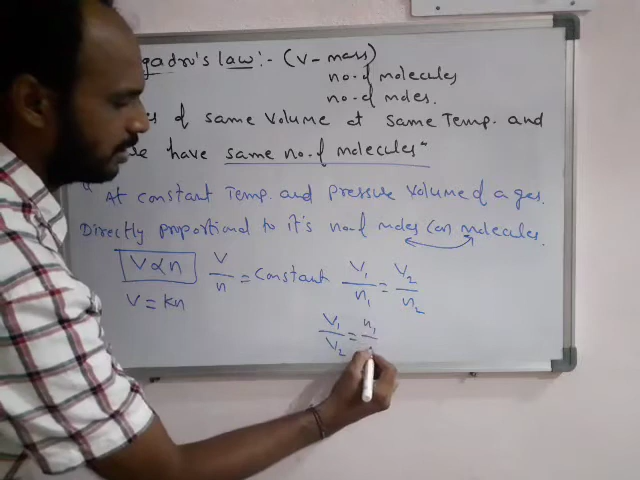 gadro's law :- (V - mass)
no. of molecules
no. of moles.
of same Volume at same Temp. and
have same no. of molecules"
" At constant Temp. and pressure volume of a gas.
Directly proportional to it's no. of moles (or) molecules.
V ∝ n V/n = Constant V₁/n₁ = V₂/n₂
V = kn
V₁/V₂ = n₁/